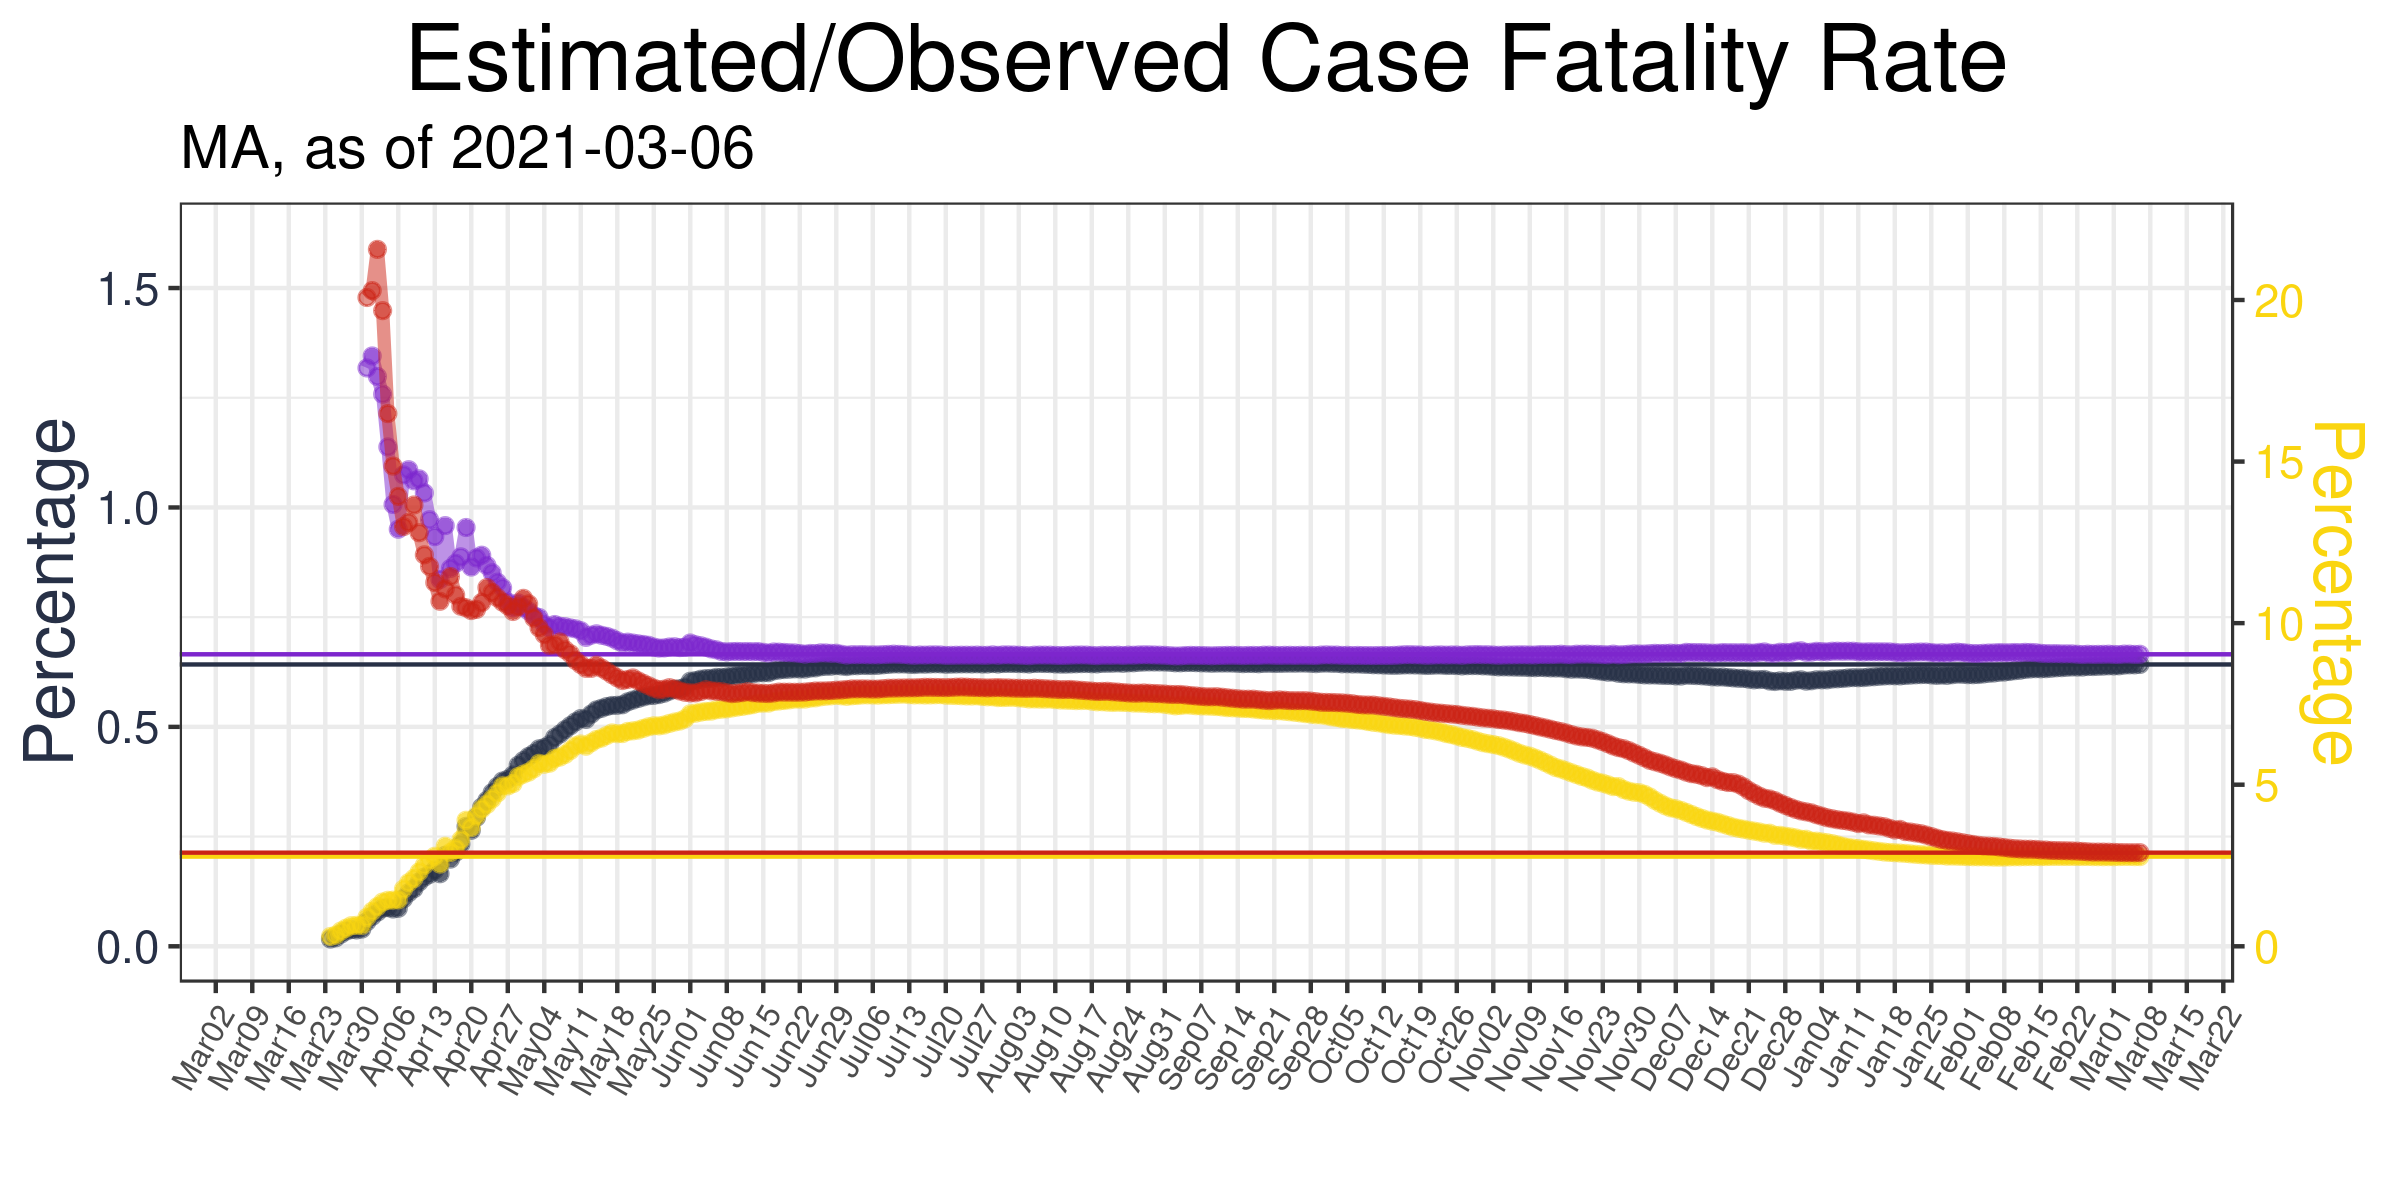 Estimated/Observed Case Fatality Rate
MA, as of 2021-03-06
Percentage
1.5
1.0
0.5
0.0
20
15
10
5
0
Percentage
Mar02
Mar09
Mar16
Mar23
Mar30
Apr06
Apr13
Apr20
Apr27
May04
May11
May18
May25
Jun01
Jun08
Jun15
Jun22
Jun29
Jul06
Jul13
Jul20
Jul27
Aug03
Aug10
Aug17
Aug24
Aug31
Sep07
Sep14
Sep21
Sep28
Oct05
Oct12
Oct19
Oct26
Nov02
Nov09
Nov16
Nov23
Nov30
Dec07
Dec14
Dec21
Dec28
Dec04
Jan11
Jan18
Jan25
Feb01
Feb08
Feb15
Feb22
Mar01
Mar08
Mar15
Mar22